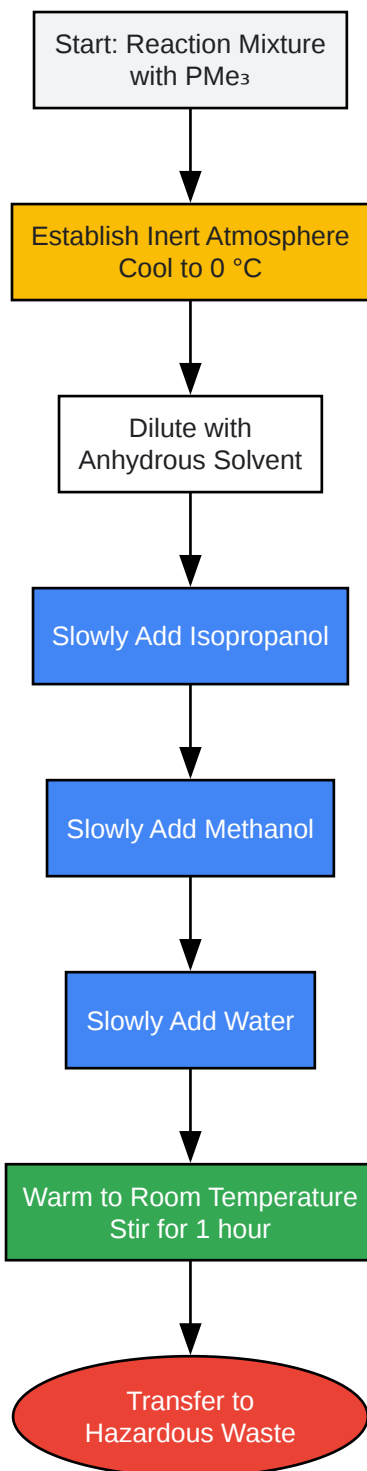 Start: Reaction Mixture
with PMe₃
Establish Inert Atmosphere
Cool to 0 °C
Dilute with
Anhydrous Solvent
Slowly Add Isopropanol
Slowly Add Methanol
Slowly Add Water
Warm to Room Temperature
Stir for 1 hour
Transfer to
Hazardous Waste